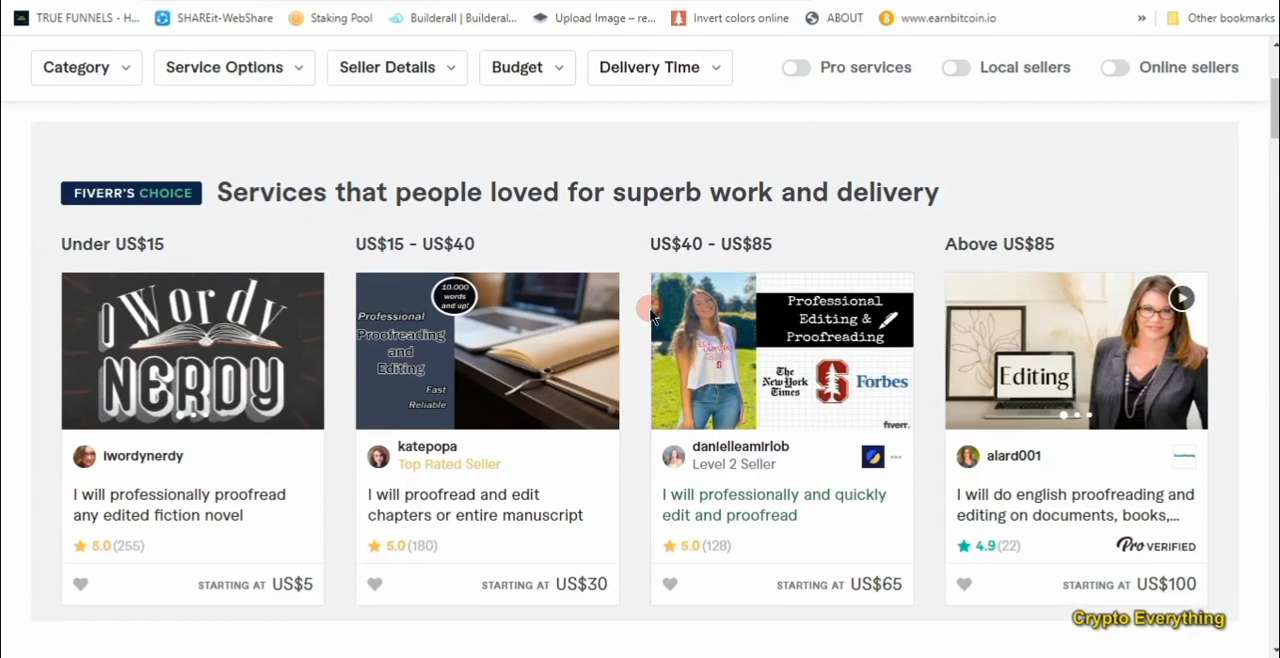 TRUE FUNNELS - H... SHAREit-WebShare Staking Pool Builderall | Builderal... Upload Image – re... Invert colors online ABOUT www.earnbitcoin.io » Other bookmarks
Category Service Options Seller Details Budget Delivery Time Pro services Local sellers Online sellers
FIVERR'S CHOICE Services that people loved for superb work and delivery
Under US$15
US$15 - US$40
US$40 - US$85
Above US$85
I Wordy
NERDY
10.000
words
and up!
Professional
Proofreading
and
Editing
Fast
Reliable
Professional
Editing &
Proofreading
The
New York
Times
S
Forbes
fiverr.
Editing
iwordynerdy
I will professionally proofread
any edited fiction novel
5.0 (255)
STARTING AT US$5
katepopa
Top Rated Seller
I will proofread and edit
chapters or entire manuscript
5.0 (180)
STARTING AT US$30
danielleamirlob
Level 2 Seller
I will professionally and quickly
edit and proofread
5.0 (128)
STARTING AT US$65
alard001
I will do english proofreading and
editing on documents, books,...
4.9 (22)
Pro VERIFIED
STARTING AT US$100
Crypto Everything